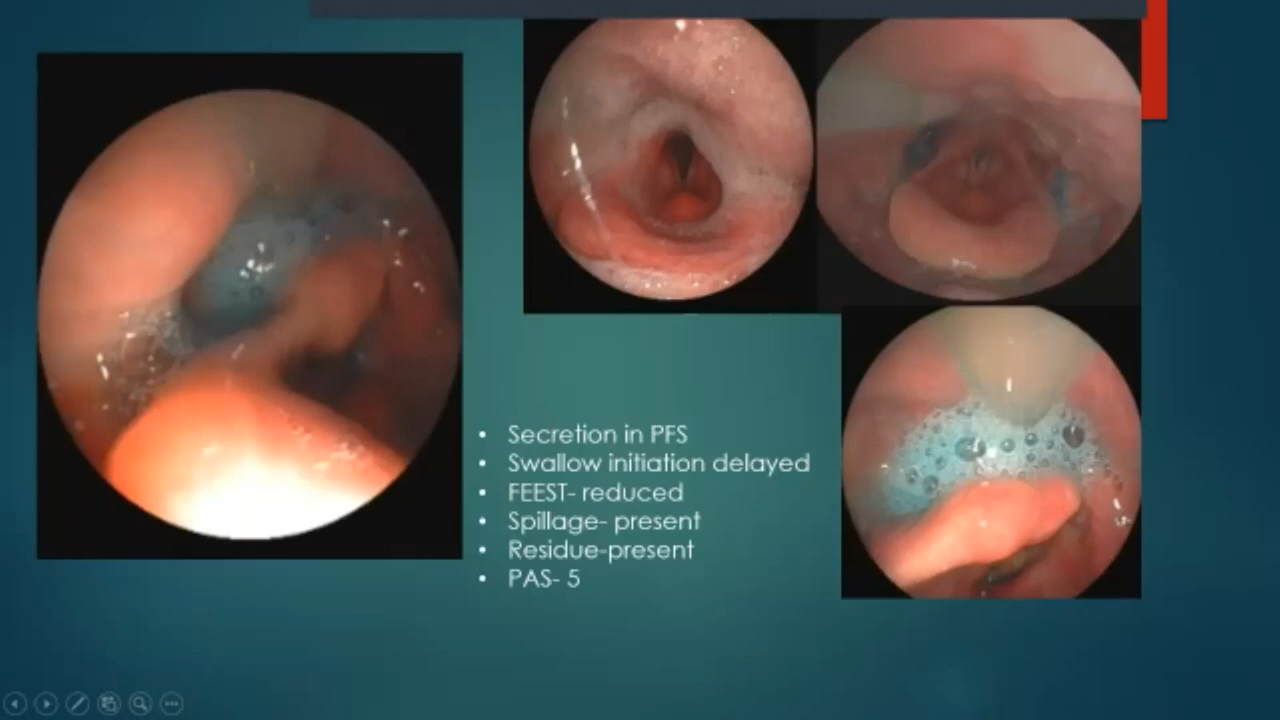 • Secretion in PFS
• Swallow initiation delayed
• FEEST- reduced
• Spillage- present
• Residue-present
• PAS- 5